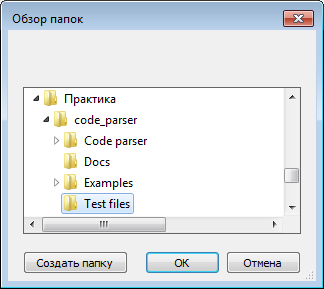 Обзор папок
Практика
code_parser
Code parser
Docs
Examples
Test files
Создать папку
OK
Отмена